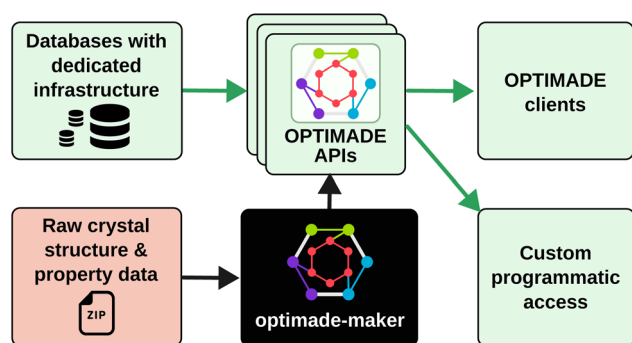 Databases with
dedicated
infrastructure
OPTIMADE
APIs
OPTIMADE
clients
Raw crystal
structure &
property data
ZIP
optimade-maker
Custom
programmatic
access